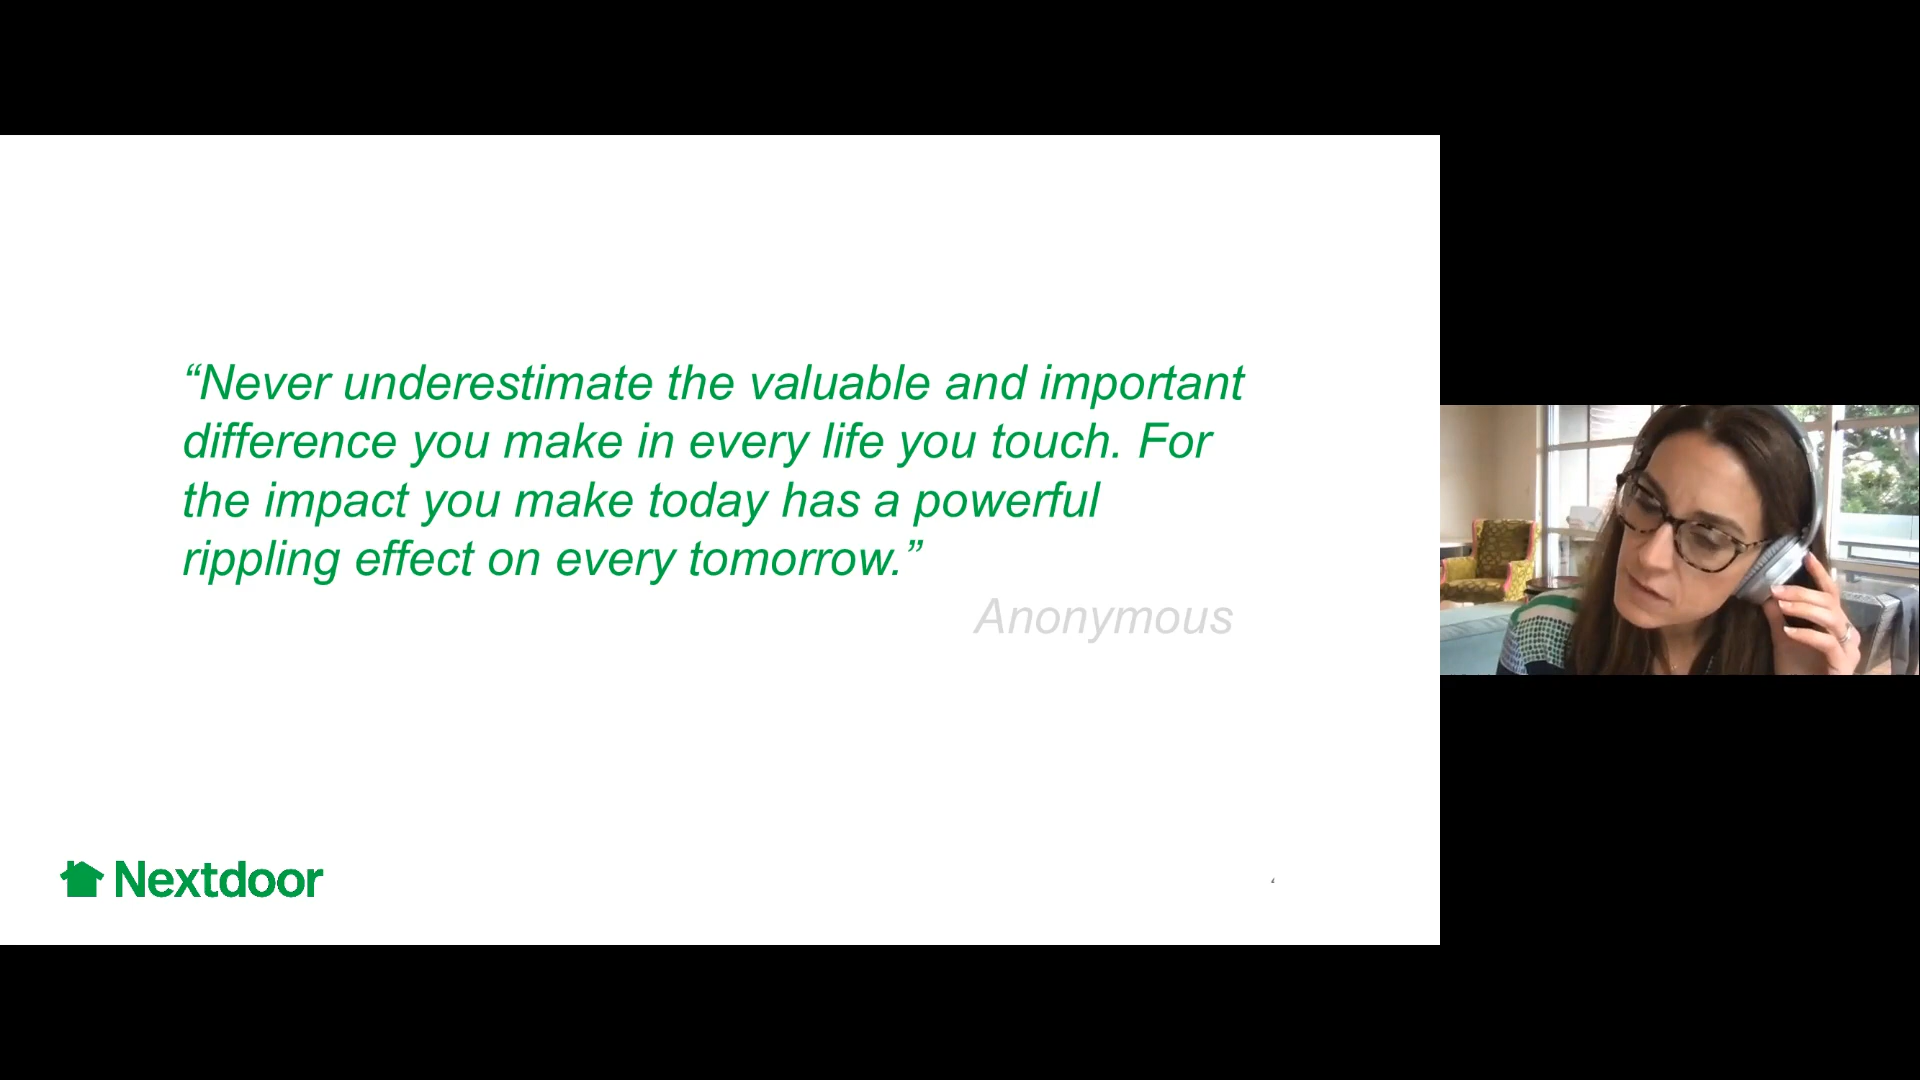 “Never underestimate the valuable and important
difference you make in every life you touch. For
the impact you make today has a powerful
rippling effect on every tomorrow.”
Anonymous
Nextdoor